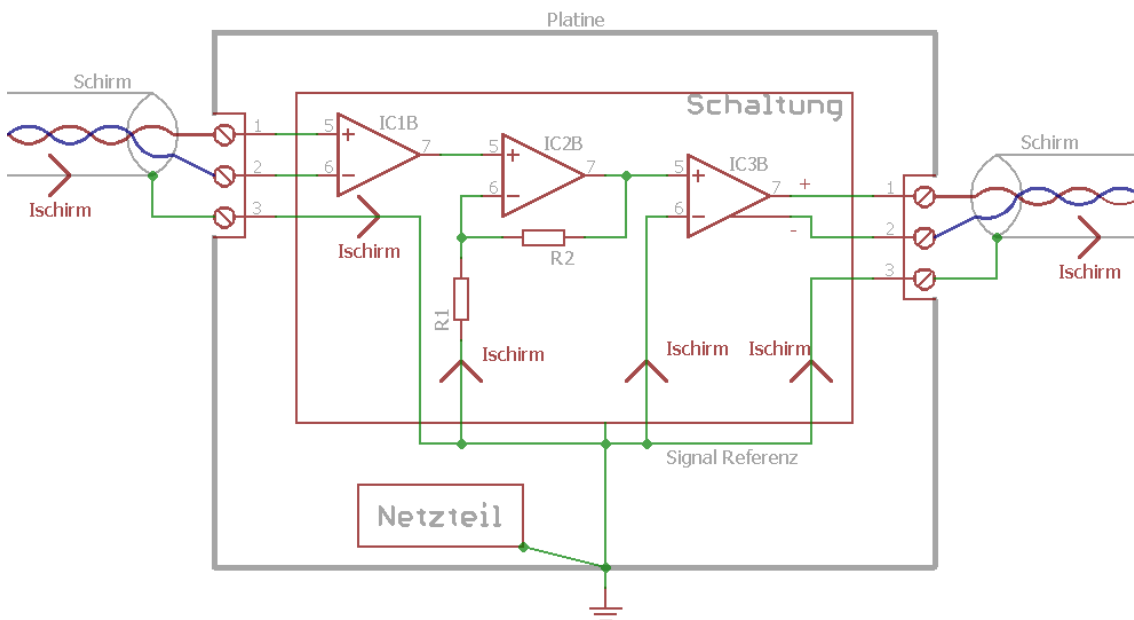 Platine
Schirm
Schaltung
1
5
+
IC1B
7
5
+
IC2B
7
5
+
IC3B
7
+
1
Schirm
2
6
-
6
-
6
-
-
2
Ischirm
3
Ischirm
R2
3
Ischirm
R1
Ischirm
Ischirm
Ischirm
Signal Referenz
Netzteil